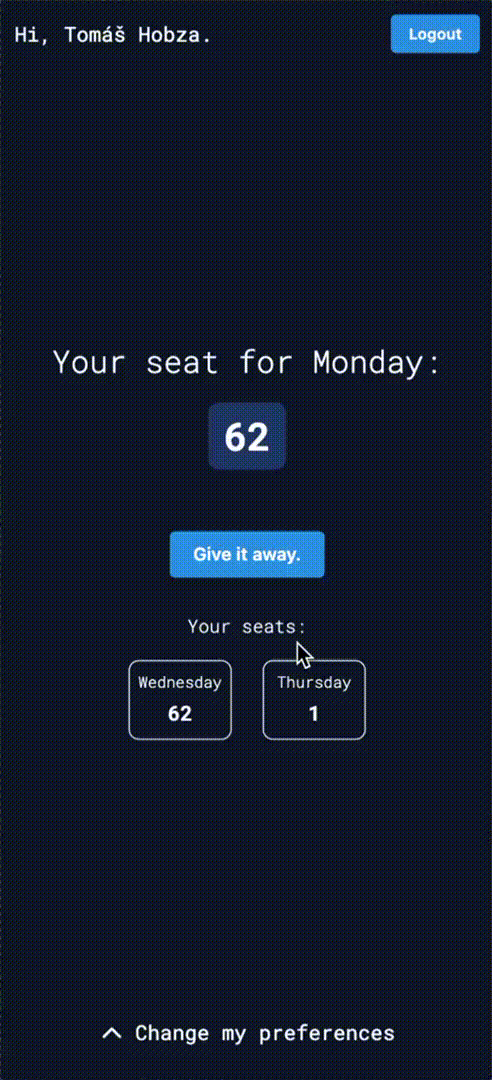 Hi, Tomáš Hobza.
Logout
Your seat for Monday:
62
Give it away.
Your seats:
Wednesday
62
Thursday
1
Change my preferences